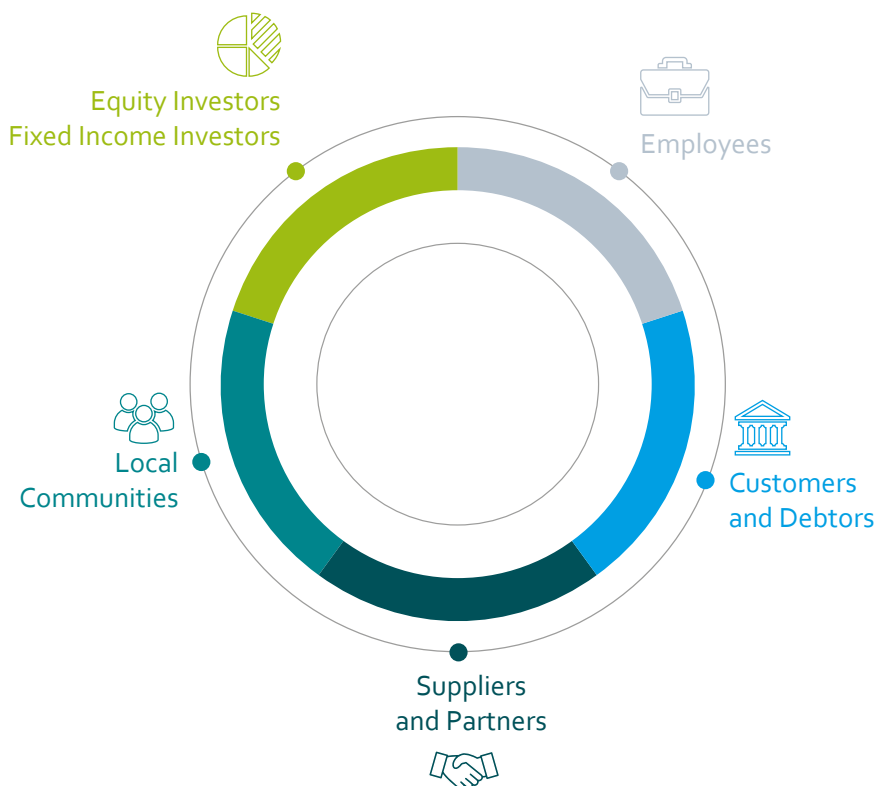 Equity Investors
Fixed Income Investors
Employees
Local
Communities
Customers
and Debtors
Suppliers
and Partners